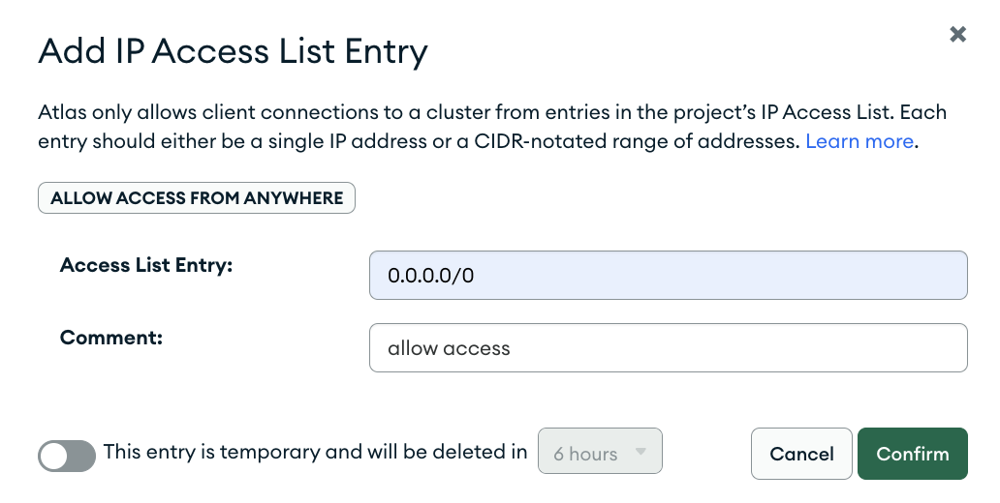 Add IP Access List Entry
Atlas only allows client connections to a cluster from entries in the project’s IP Access List. Each
entry should either be a single IP address or a CIDR-notated range of addresses. Learn more.
ALLOW ACCESS FROM ANYWHERE
Access List Entry:
0.0.0.0/0
Comment:
allow access
This entry is temporary and will be deleted in
6 hours
Cancel
Confirm